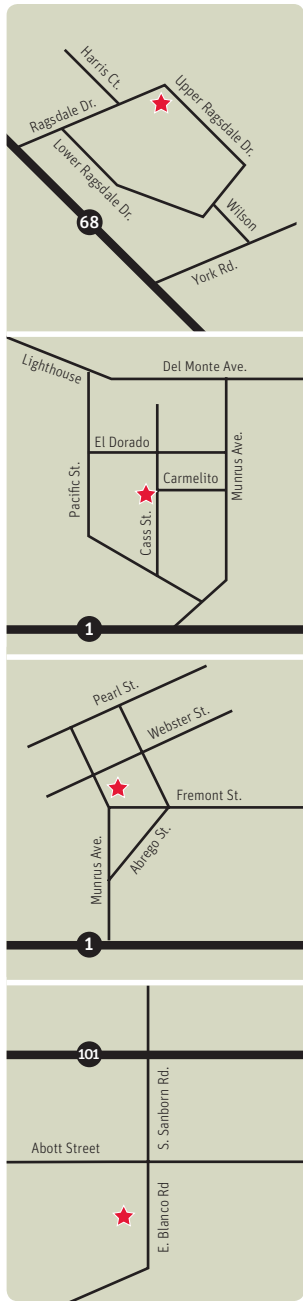 Harris Ct.
Upper Ragsdale Dr.
Ragsdale Dr.
Lower Ragsdale Dr.
68
Wilson
York Rd.
Lighthouse
Del Monte Ave.
El Dorado
Carmelito
Pacific St.
Cass St.
Munrus Ave.
1
Pearl St.
Webster St.
Fremont St.
Munrus Ave.
Abrego St.
1
101
S. Sanborn Rd.
Abott Street
E. Blanco Rd